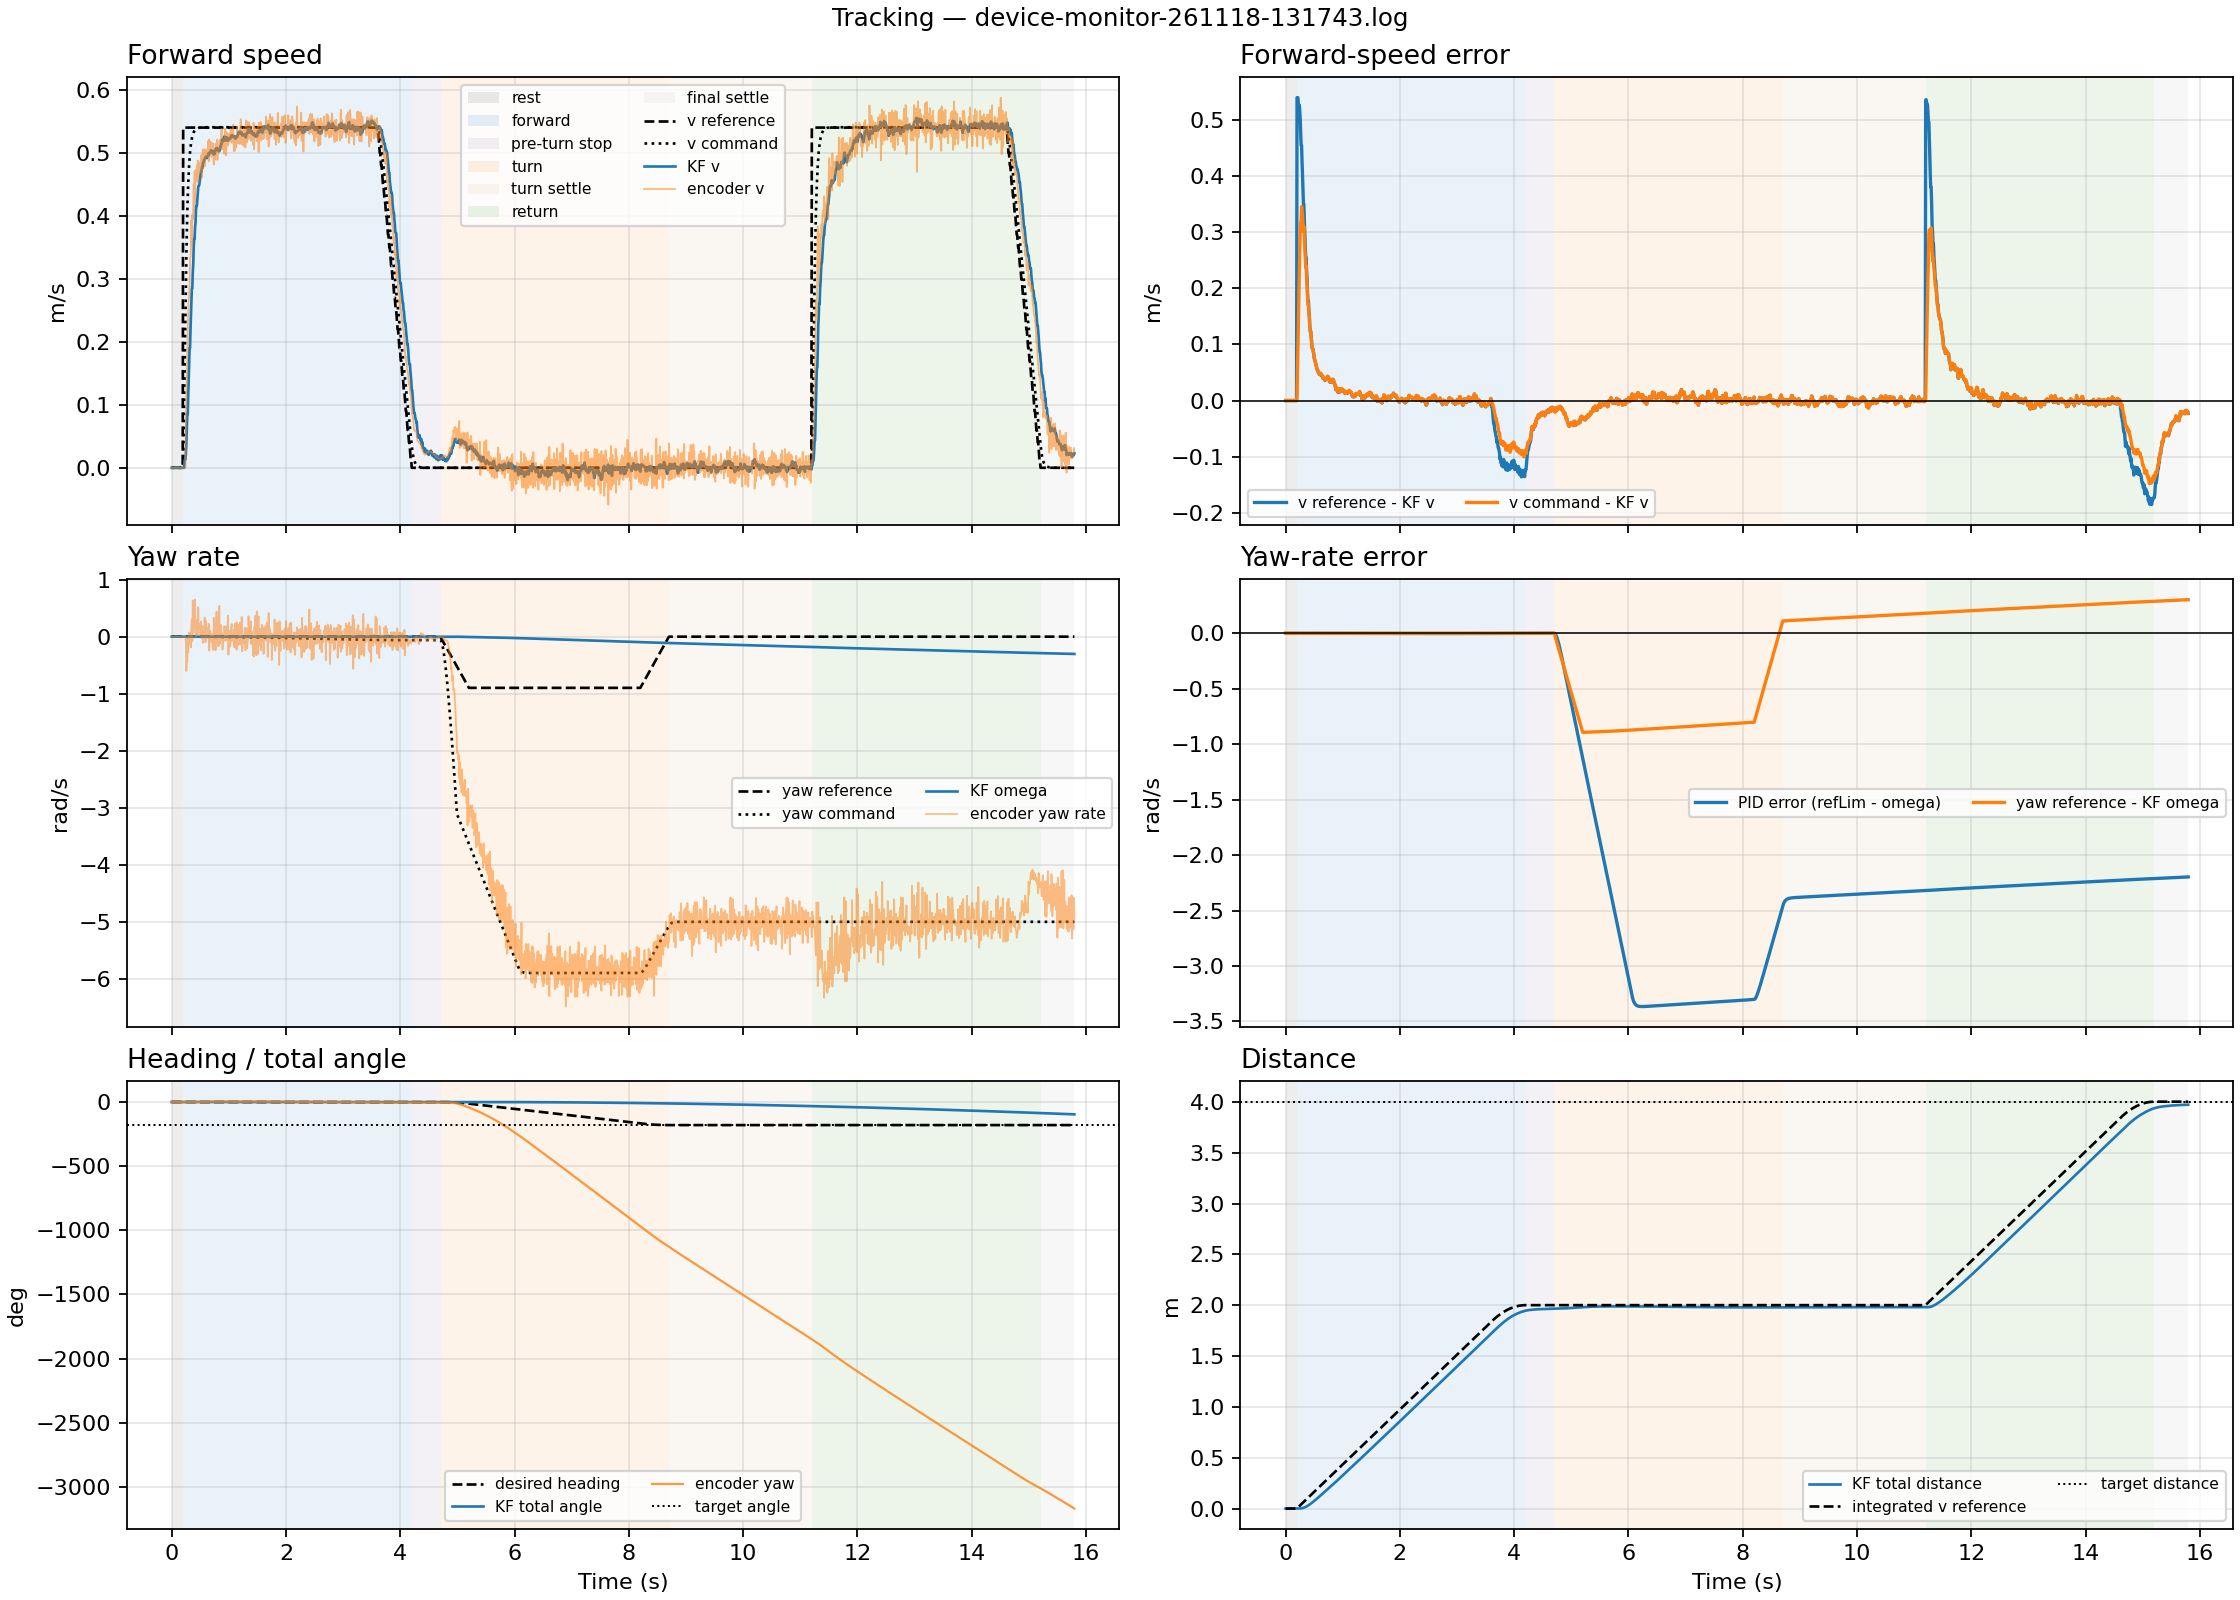 Tracking — device-monitor-261118-131743.log
Forward speed
0.6
0.5
0.4
0.3
0.2
0.1
0.0
m/s
rest
forward
pre-turn stop
turn
turn settle
return
final settle
v reference
v command
KF v
encoder v
Forward-speed error
0.5
0.4
0.3
0.2
0.1
0.0
−0.1
−0.2
m/s
v reference - KF v
v command - KF v
Yaw rate
1
0
−1
−2
−3
−4
−5
−6
rad/s
yaw reference
yaw command
KF omega
encoder yaw rate
Yaw-rate error
0.0
−0.5
−1.0
−1.5
−2.0
−2.5
−3.0
−3.5
rad/s
PID error (refLim - omega)
yaw reference - KF omega
Heading / total angle
0
−500
−1000
−1500
−2000
−2500
−3000
deg
desired heading
KF total angle
encoder yaw
target angle
0 2 4 6 8 10 12 14 16
Time (s)
Distance
4.0
3.5
3.0
2.5
2.0
1.5
1.0
0.5
0.0
m
KF total distance
integrated v reference
target distance
0 2 4 6 8 10 12 14 16
Time (s)